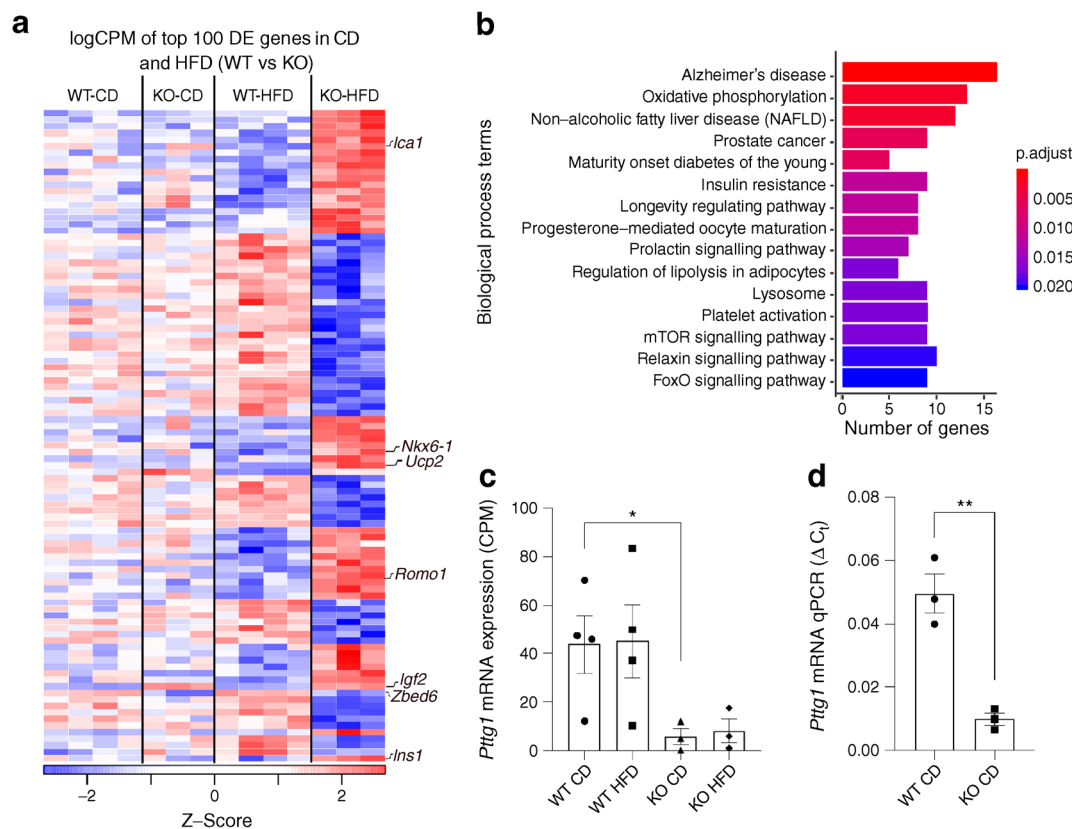 a
logCPM of top 100 DE genes in CD
and HFD (WT vs KO)
WT-CD
KO-CD
WT-HFD
KO-HFD
Ica1
Nkx6-1
Ucp2
Romo1
Igf2
Zbed6
Ins1
−2
0
2
Z−Score
b
Biological process terms
Alzheimer's disease
Oxidative phosphorylation
Non−alcoholic fatty liver disease (NAFLD)
Prostate cancer
Maturity onset diabetes of the young
Insulin resistance
Longevity regulating pathway
Progesterone−mediated oocyte maturation
Prolactin signalling pathway
Regulation of lipolysis in adipocytes
Lysosome
Platelet activation
mTOR signalling pathway
Relaxin signalling pathway
FoxO signalling pathway
0
5
10
15
Number of genes
p.adjust
0.005
0.010
0.015
0.020
c
Pttg1 mRNA expression (CPM)
100
80
60
40
20
0
*
WT CD
WT HFD
KO CD
KO HFD
d
Pttg1 mRNA qPCR (Δ Ct)
0.08
0.06
0.04
0.02
0.00
**
WT CD
KO CD